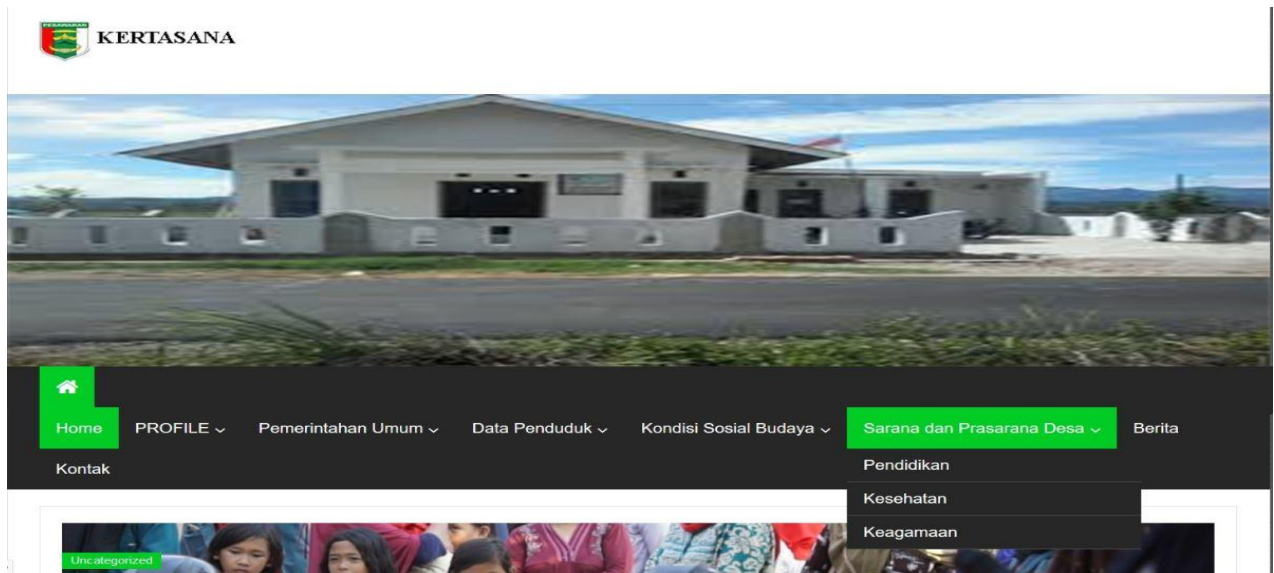 PESAWARAN
KERTASANA
Home PROFILE Pemerintahan Umum Data Penduduk Kondisi Sosial Budaya Sarana dan Prasarana Desa Berita
Kontak
Pendidikan
Kesehatan
Keagamaan
Uncategorized